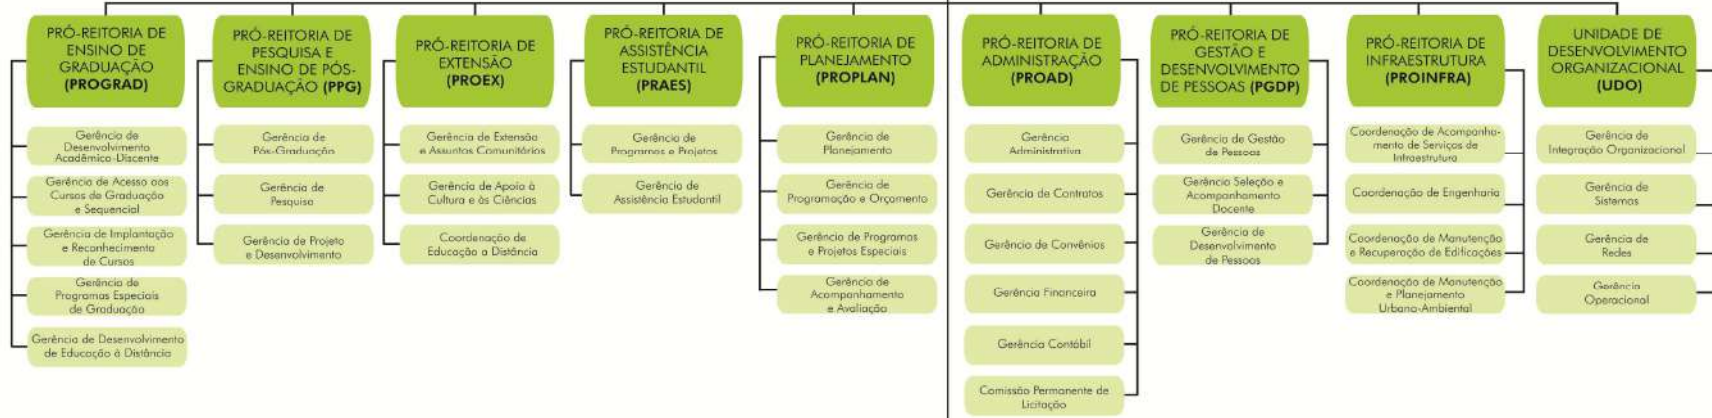 PRÓ-REITORIA DE
ENSINO DE
GRADUAÇÃO
(PROGRAD)
Gerência de
Desenvolvimento
Acadêmico-Discente
Gerência de Acesso aos
Cursos de Graduação
e Sequencial
Gerência de Implantação
e Reconhecimento
de Cursos
Gerência de
Programas Especiais
de Graduação
Gerência de Desenvolvimento
de Educação à Distância
PRÓ-REITORIA DE
PESQUISA E
ENSINO DE PÓS-
GRADUAÇÃO (PPG)
Gerência de
Pós-Graduação
Gerência de
Pesquisa
Gerência de Projeto
e Desenvolvimento
PRÓ-REITORIA DE
EXTENSÃO
(PROEX)
Gerência de Extensão
e Assuntos Comunitários
Gerência de Apoio à
Cultura e às Ciências
Coordenação de
Educação a Distância
PRÓ-REITORIA DE
ASSISTÊNCIA
ESTUDANTIL
(PRAES)
Gerência de
Programas e Projetos
Gerência de
Assistência Estudantil
PRÓ-REITORIA DE
PLANEJAMENTO
(PROPLAN)
Gerência de
Planejamento
Gerência de
Programação e Orçamento
Gerência de Programas
e Projetos Especiais
Gerência de
Acompanhamento
e Avaliação
PRÓ-REITORIA DE
ADMINISTRAÇÃO
(PROAD)
Gerência
Administrativa
Gerência de Contratos
Gerência de Convênios
Gerência Financeira
Gerência Contábil
Comissão Permanente de
Licitação
PRÓ-REITORIA DE
GESTÃO E
DESENVOLVIMENTO
DE PESSOAS (PGDP)
Gerência de Gestão
de Pessoas
Gerência Seleção e
Acompanhamento
Docente
Gerência de
Desenvolvimento
de Pessoas
PRÓ-REITORIA DE
INFRAESTRUTURA
(PROINFRA)
Coordenação de Acompanha-
mento de Serviços de
Infraestrutura
Coordenação de Engenharia
Coordenação de Manutenção
e Recuperação de Edificações
Coordenação de Manutenção
e Planejamento
Urbano-Ambiental
UNIDADE DE
DESENVOLVIMENTO
ORGANIZACIONAL
(UDO)
Gerência de
Integração Organizacional
Gerência de
Sistemas
Gerência de
Redes
Gerência
Operacional